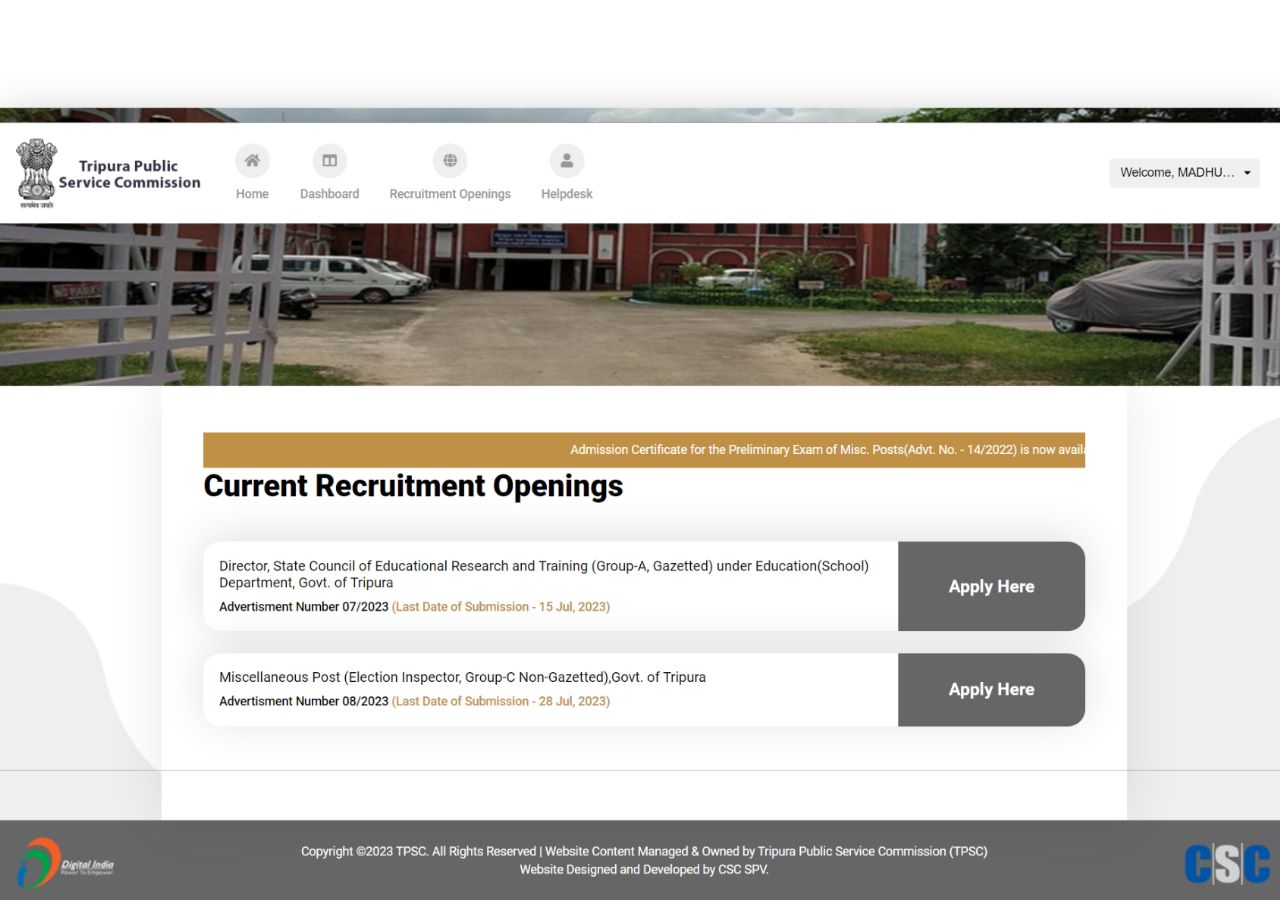 सत्यमेव जयते
Tripura Public
Service Commission
Home
Dashboard
Recruitment Openings
Helpdesk
Welcome, MADHU...
NO PARKI
Admission Certificate for the Preliminary Exam of Misc. Posts(Advt. No. - 14/2022) is now availa
Current Recruitment Openings
Director, State Council of Educational Research and Training (Group-A, Gazetted) under Education(School)
Department, Govt. of Tripura
Advertisment Number 07/2023 (Last Date of Submission - 15 Jul, 2023)
Apply Here
Miscellaneous Post (Election Inspector, Group-C Non-Gazetted),Govt. of Tripura
Advertisment Number 08/2023 (Last Date of Submission - 28 Jul, 2023)
Apply Here
Digital India
Power To Empower
Copyright ©2023 TPSC. All Rights Reserved | Website Content Managed & Owned by Tripura Public Service Commission (TPSC)
Website Designed and Developed by CSC SPV.
CSC